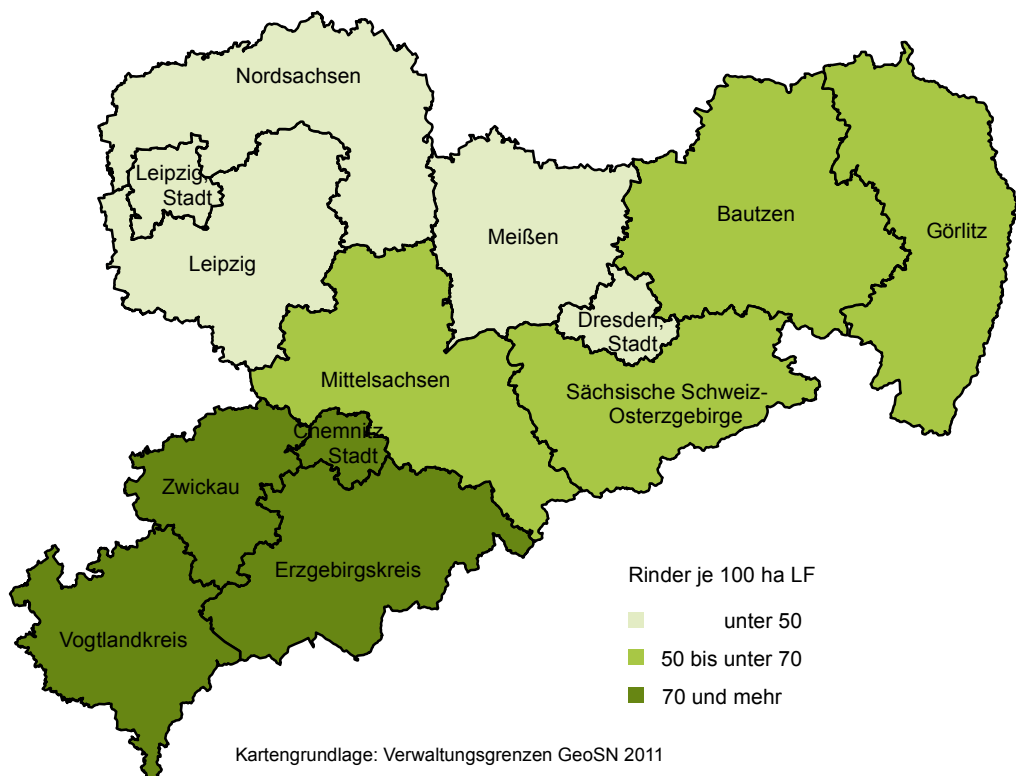 Nordsachsen
Leipzig,
Stadt
Leipzig
Meißen
Bautzen
Görlitz
Dresden,
Stadt
Mittelsachsen
Sächsische Schweiz-
Osterzgebirge
Chemnitz,
Stadt
Zwickau
Erzgebirgskreis
Vogtlandkreis
Rinder je 100 ha LF
unter 50
50 bis unter 70
70 und mehr
Kartengrundlage: Verwaltungsgrenzen GeoSN 2011